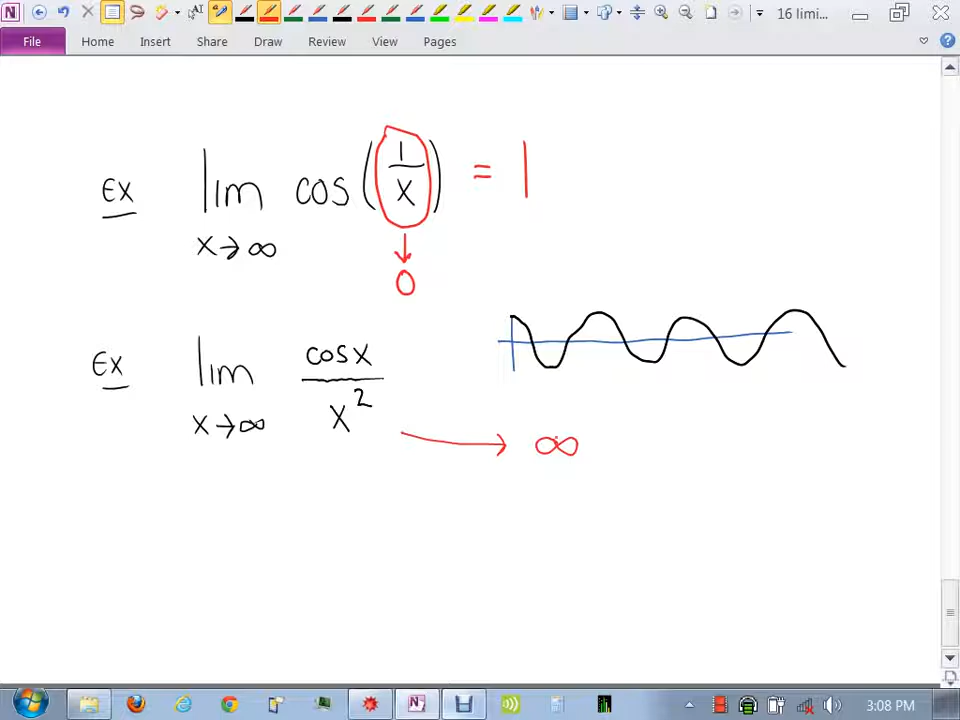 16 limi...
File Home Insert Share Draw Review View Pages
Ex lim cos(1/x) = 1
x→∞
↓
0
Ex lim cosx/x²
x→∞
→ ∞
3:08 PM